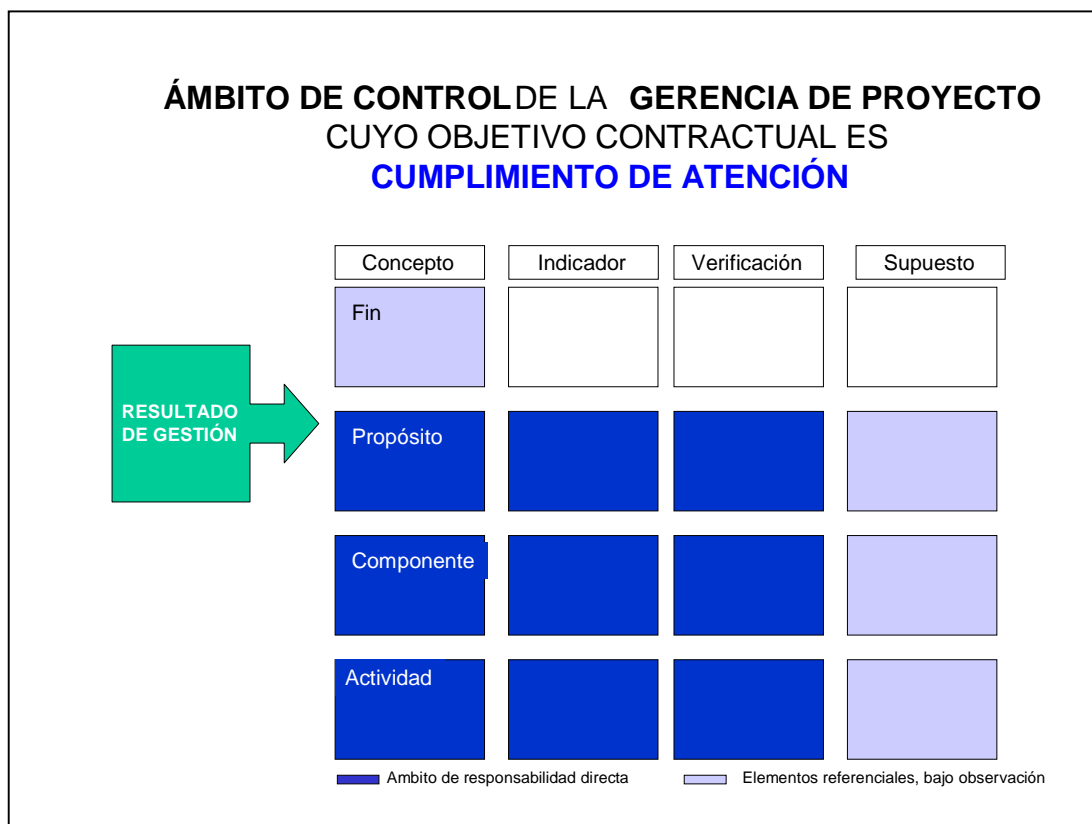 ÁMBITO DE CONTROL DE LA GERENCIA DE PROYECTO
CUYO OBJETIVO CONTRACTUAL ES
CUMPLIMIENTO DE ATENCIÓN
Concepto Indicador Verificación Supuesto
Fin
RESULTADO
DE GESTIÓN
Propósito
Componente
Actividad
Ambito de responsabilidad directa Elementos referenciales, bajo observación